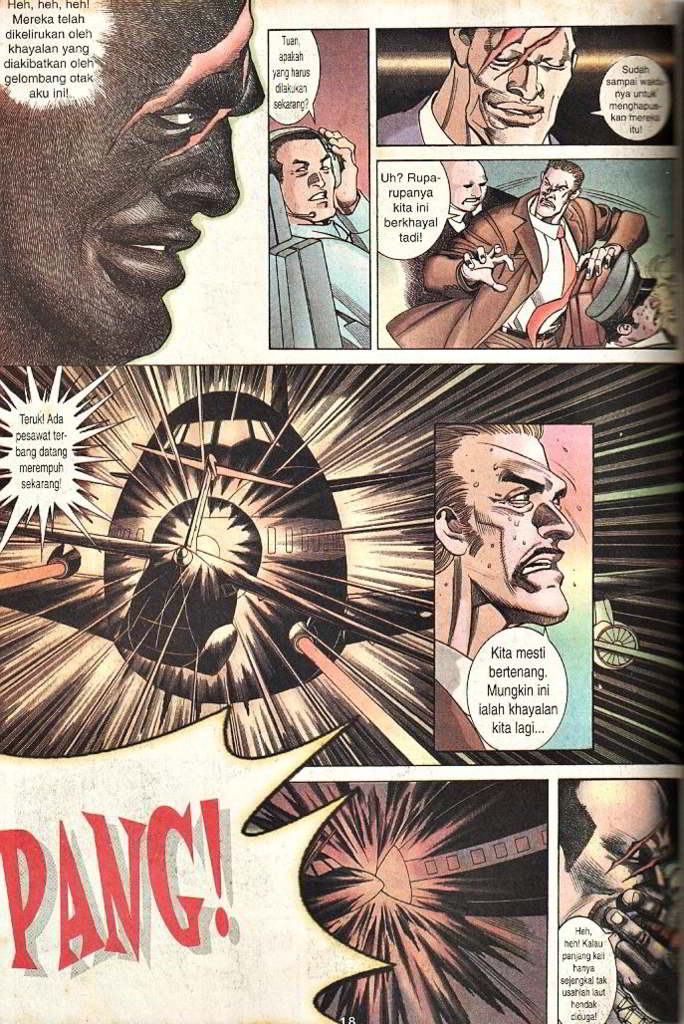 Heh, heh, heh!
Mereka telah
dikelirukan oleh
khayalan yang
diakibatkan oleh
gelombang otak
aku ini!
Tuan,
apakah
yang harus
dilakukan
sekarang?
Sudah
sampai waktu-
nya untuk
menghapus-
kan mereka
itu!
Uh? Rupa-
rupanya
kita ini
berkhayal
tadi!
Teruk! Ada
pesawat ter-
bang datang
merempuh
sekarang!
Kita mesti
bertenang.
Mungkin ini
ialah khayalan
kita lagi...
PANG!
Heh,
heh! Kalau
panjang kaki
hanya
sejengkal tak
usahlah laut
hendak
diduga!
18